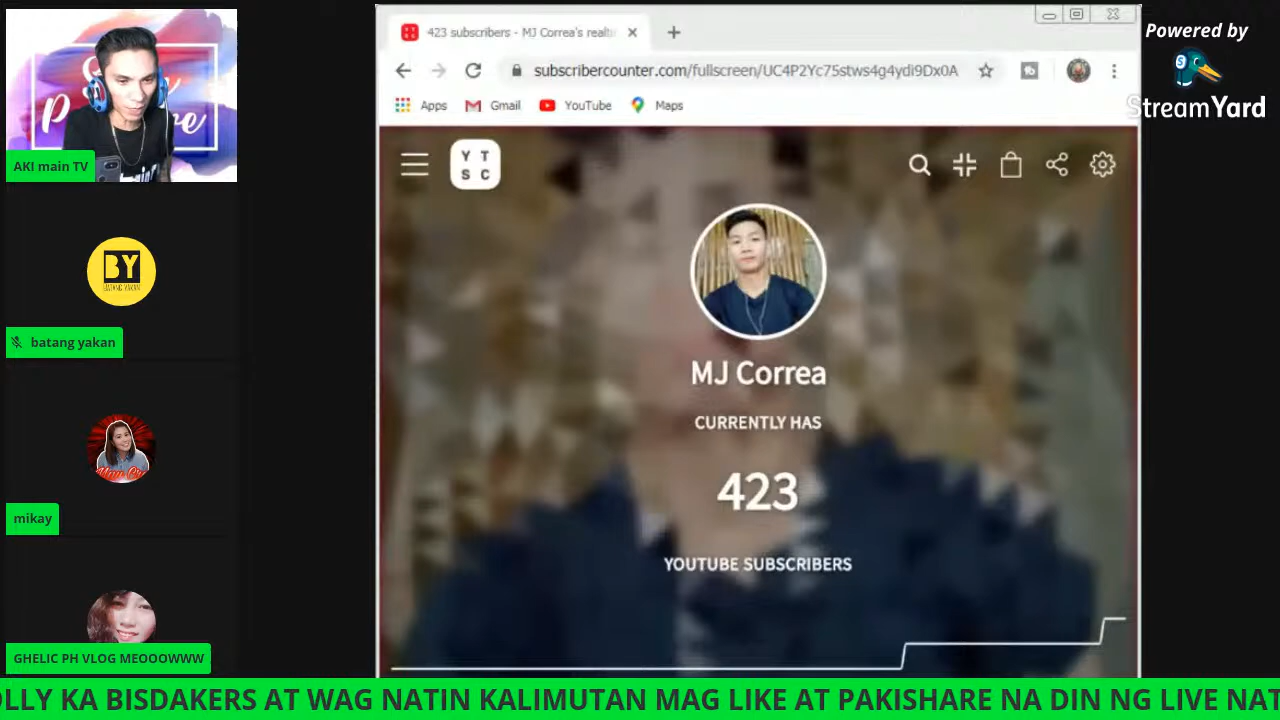 AKI main TV
BY
batang yakan
mikay
GHELIC PH VLOG MEOOOWWW
423 subscribers - MJ Correa's realti
subscribercounter.com/fullscreen/UC4P2Yc75stws4g4ydi9Dx0A
Apps
Gmail
YouTube
Maps
Y T
S C
MJ Correa
CURRENTLY HAS
423
YOUTUBE SUBSCRIBERS
Powered by
StreamYard
OLLY KA BISDAKERS AT WAG NATIN KALIMUTAN MAG LIKE AT PAKISHARE NA DIN NG LIVE NAT